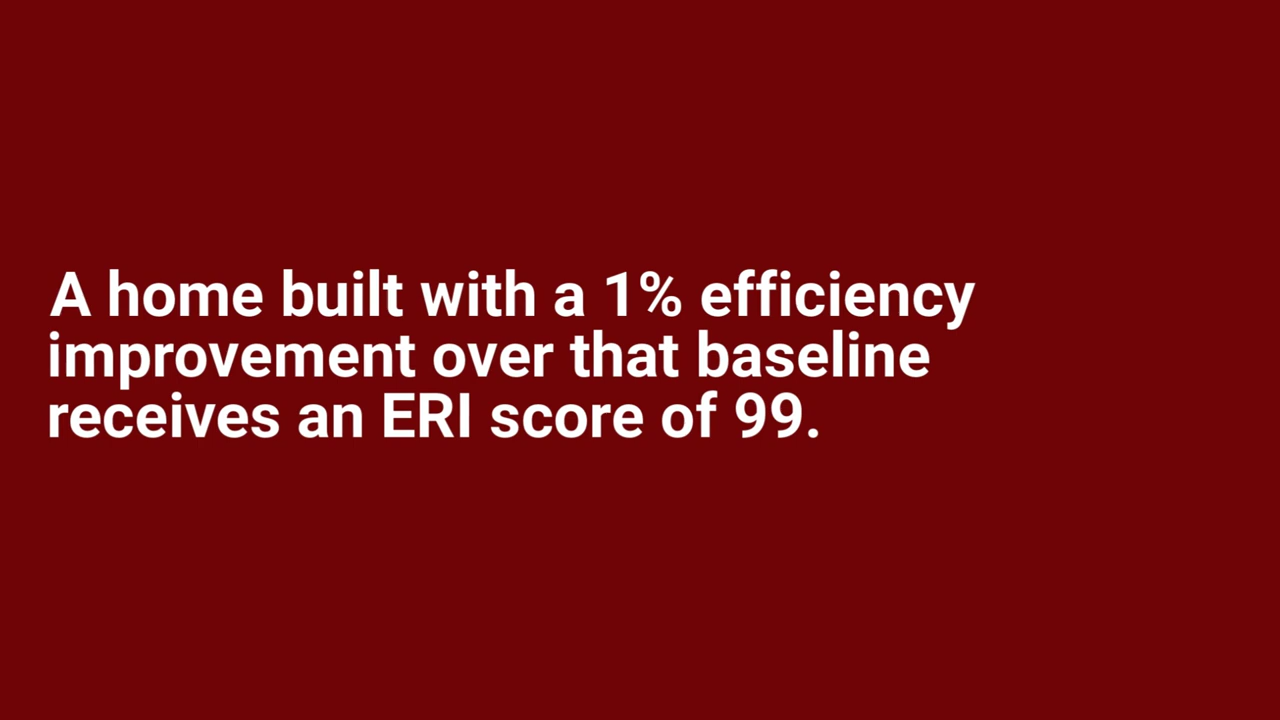 A home built with a 1% efficiency
improvement over that baseline
receives an ERI score of 99.